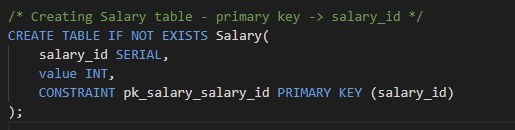 /* Creating Salary table - primary key -> salary_id */
CREATE TABLE IF NOT EXISTS Salary(
    salary_id SERIAL,
    value INT,
    CONSTRAINT pk_salary_salary_id PRIMARY KEY (salary_id)
);